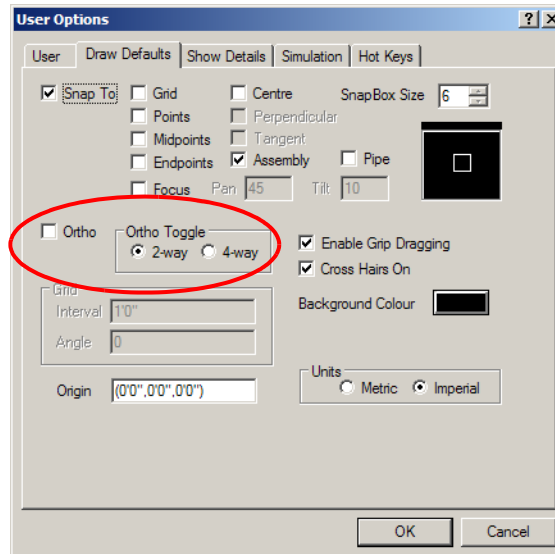 User Options
User Draw Defaults Show Details Simulation Hot Keys
Snap To Grid Centre SnapBox Size 6
Points Perpendicular
Midpoints Tangent
Endpoints Assembly Pipe
Focus Pan 45 Tilt 10
Ortho Ortho Toggle
2-way 4-way
Enable Grip Dragging
Cross Hairs On
Grid
Interval 1'0"
Background Colour
Angle 0
Units
Origin (0'0",0'0",0'0")
Metric Imperial
OK Cancel